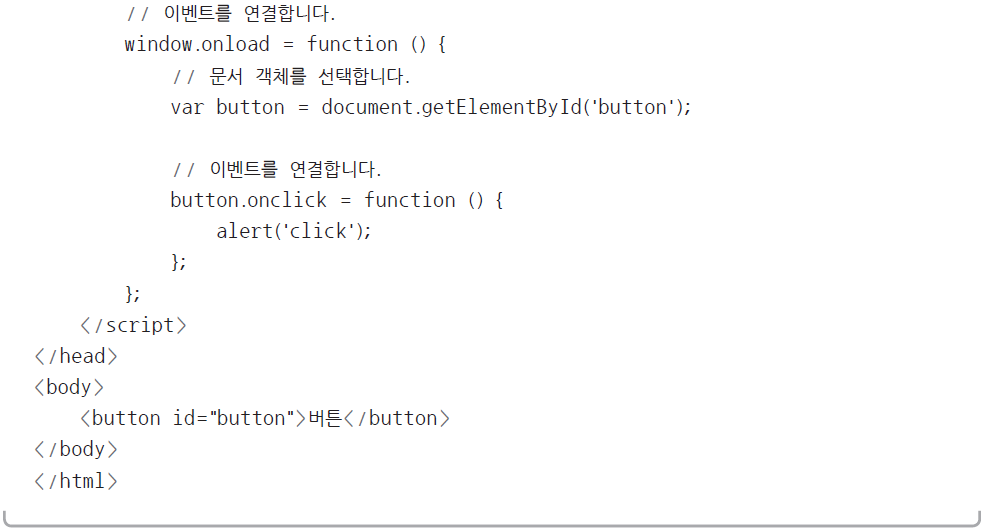 // 이벤트를 연결합니다.
window.onload = function () {
// 문서 객체를 선택합니다.
var button = document.getElementById('button');
// 이벤트를 연결합니다.
button.onclick = function () {
alert('click');
};
};
</script>
</head>
<body>
<button id="button">버튼</button>
</body>
</html>